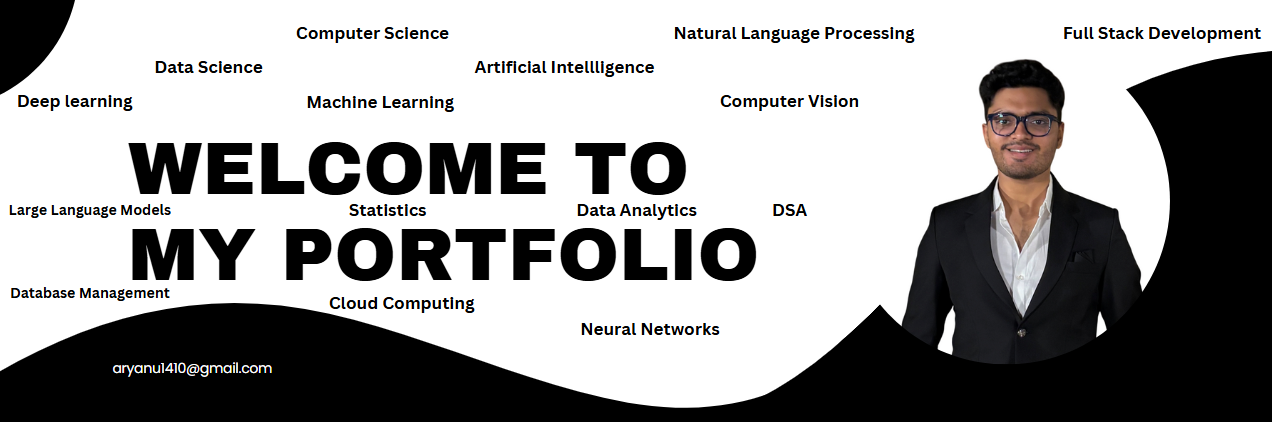 Computer Science
Natural Language Processing
Full Stack Development
Data Science
Artificial Intellligence
Deep learning
Machine Learning
Computer Vision
WELCOME TO
Large Language Models
Statistics
Data Analytics
DSA
MY PORTFOLIO
Database Management
Cloud Computing
Neural Networks
aryanu1410@gmail.com